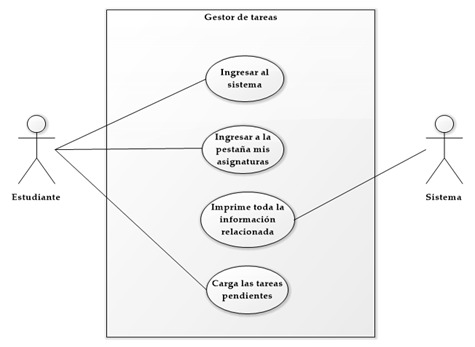 Gestor de tareas
Ingresar al
sistema
Ingresar a la
pestaña mis
asignaturas
Estudiante
Sistema
Imprime toda la
información
relacionada
Carga las tareas
pendientes